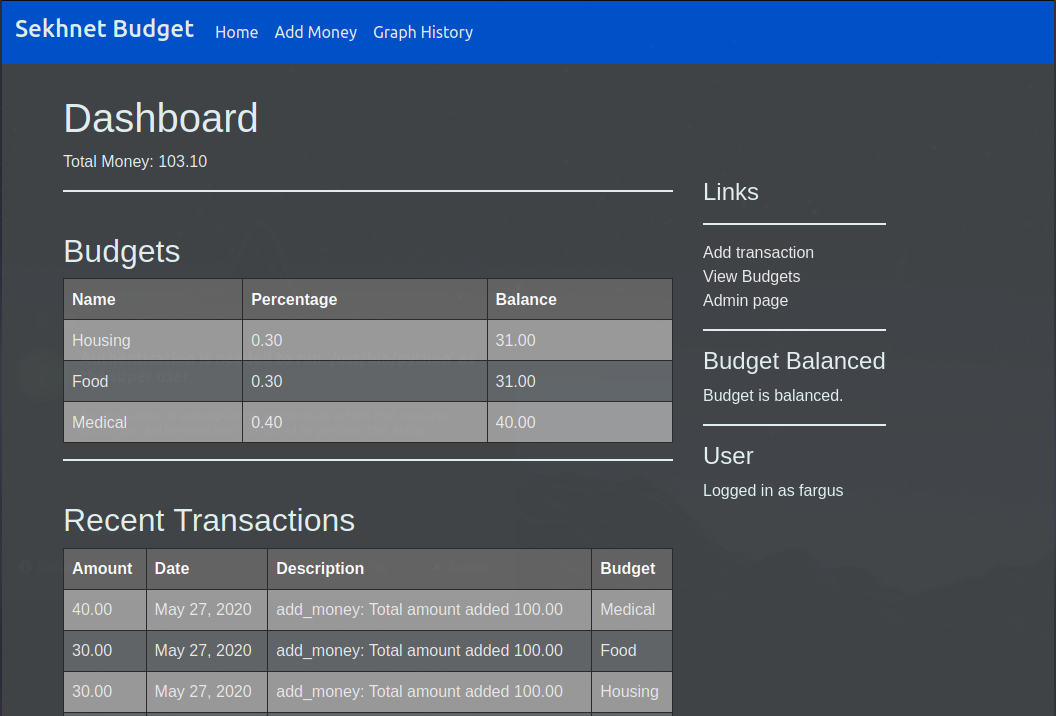 Sekhnet Budget Home Add Money Graph History
Dashboard
Total Money: 103.10
Budgets
Name Percentage Balance
Housing 0.30 31.00
Food 0.30 31.00
Medical 0.40 40.00
Recent Transactions
Amount Date Description Budget
40.00 May 27, 2020 add_money: Total amount added 100.00 Medical
30.00 May 27, 2020 add_money: Total amount added 100.00 Food
30.00 May 27, 2020 add_money: Total amount added 100.00 Housing
Links
Add transaction
View Budgets
Admin page
Budget Balanced
Budget is balanced.
User
Logged in as fargus